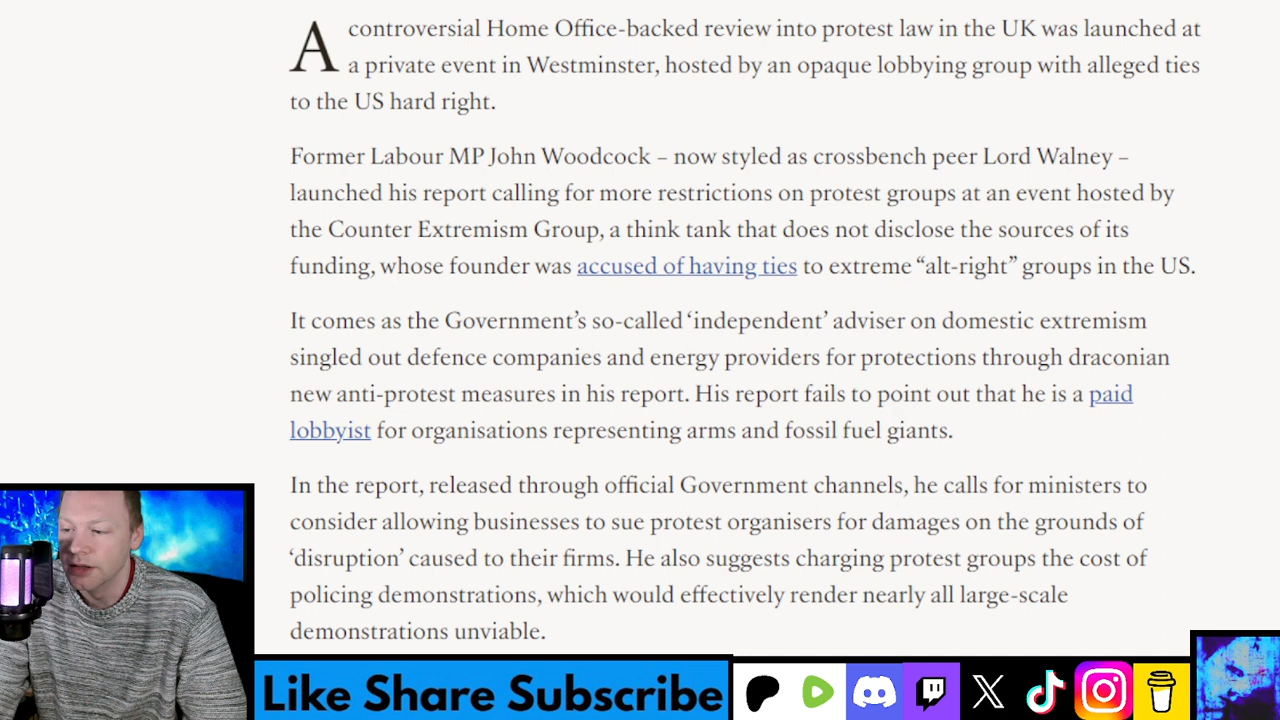 A controversial Home Office-backed review into protest law in the UK was launched at
a private event in Westminster, hosted by an opaque lobbying group with alleged ties
to the US hard right.
Former Labour MP John Woodcock – now styled as crossbench peer Lord Walney –
launched his report calling for more restrictions on protest groups at an event hosted by
the Counter Extremism Group, a think tank that does not disclose the sources of its
funding, whose founder was accused of having ties to extreme “alt-right” groups in the US.
It comes as the Government’s so-called ‘independent’ adviser on domestic extremism
singled out defence companies and energy providers for protections through draconian
new anti-protest measures in his report. His report fails to point out that he is a paid
lobbyist for organisations representing arms and fossil fuel giants.
In the report, released through official Government channels, he calls for ministers to
consider allowing businesses to sue protest organisers for damages on the grounds of
‘disruption’ caused to their firms. He also suggests charging protest groups the cost of
policing demonstrations, which would effectively render nearly all large-scale
demonstrations unviable.
Like Share Subscribe